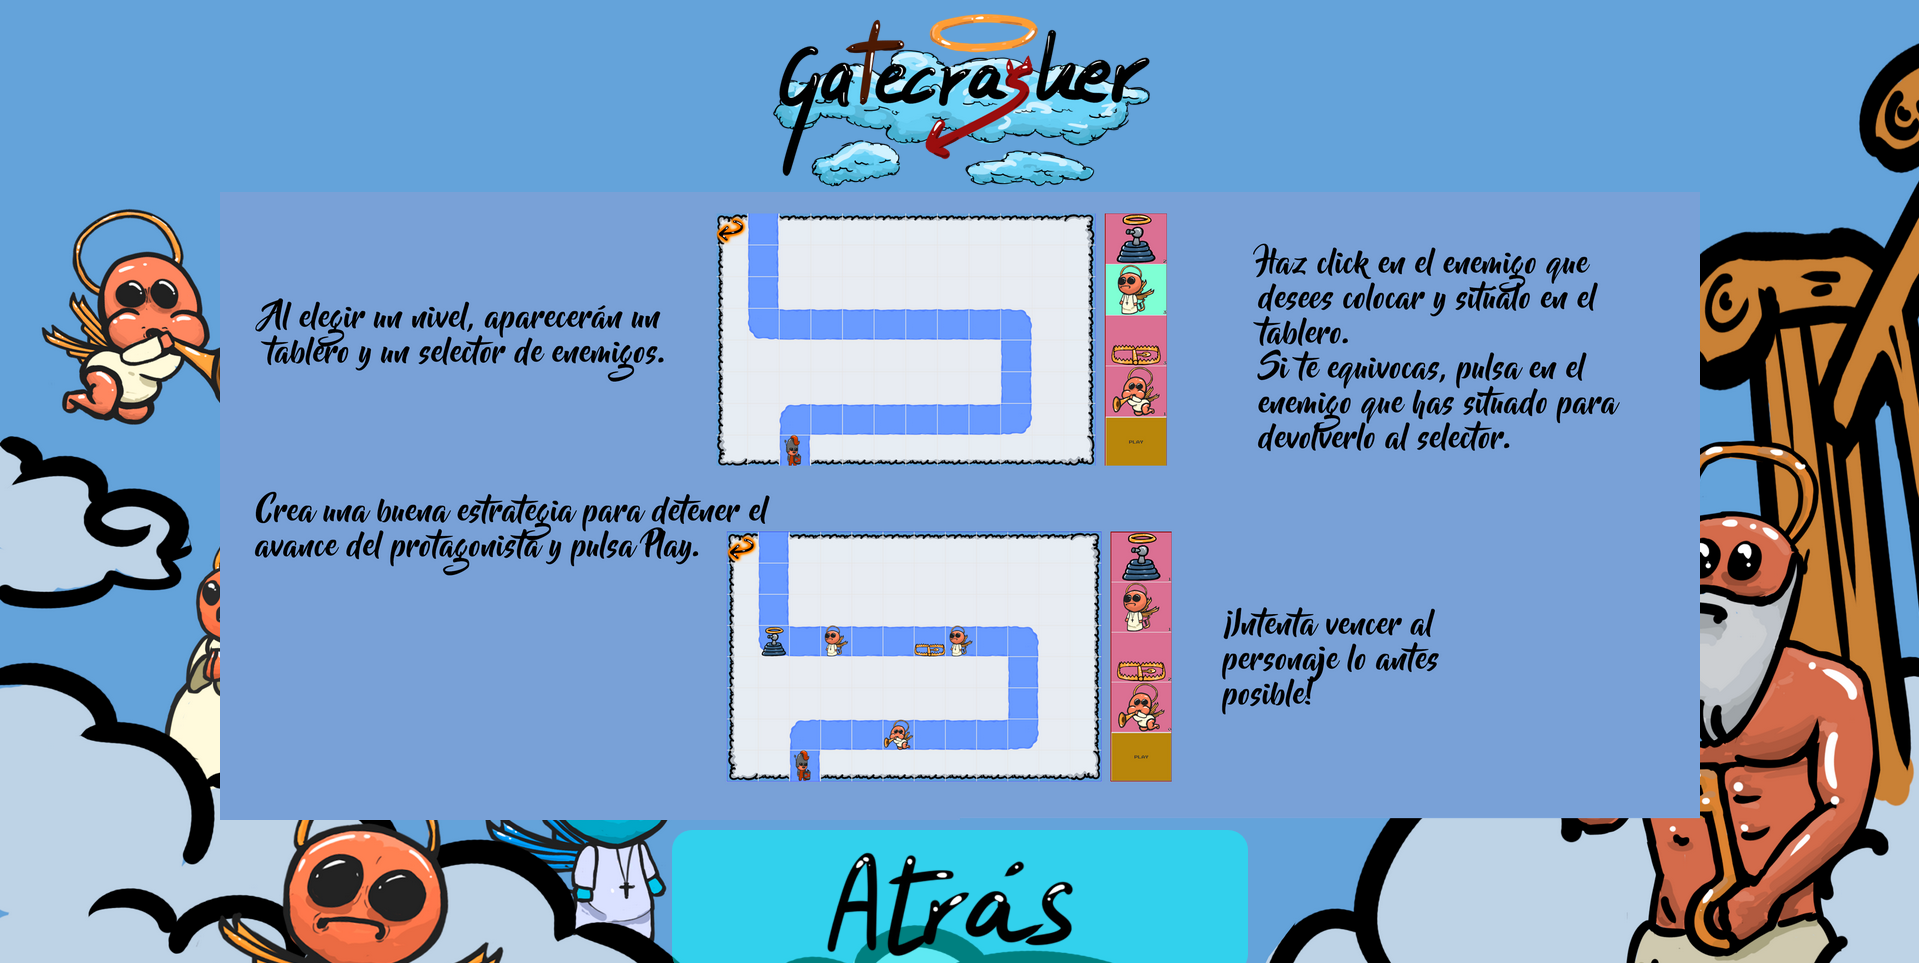 Gatecrasher
Al elegir un nivel, aparecerán un
tablero y un selector de enemigos.
Haz click en el enemigo que
desees colocar y sitúalo en el
tablero.
Si te equivocas, pulsa en el
enemigo que has situado para
devolverlo al selector.
PLAY
Crea una buena estrategia para detener el
avance del protagonista y pulsa Play.
¡Intenta vencer al
personaje lo antes
posible!
PLAY
Atrás